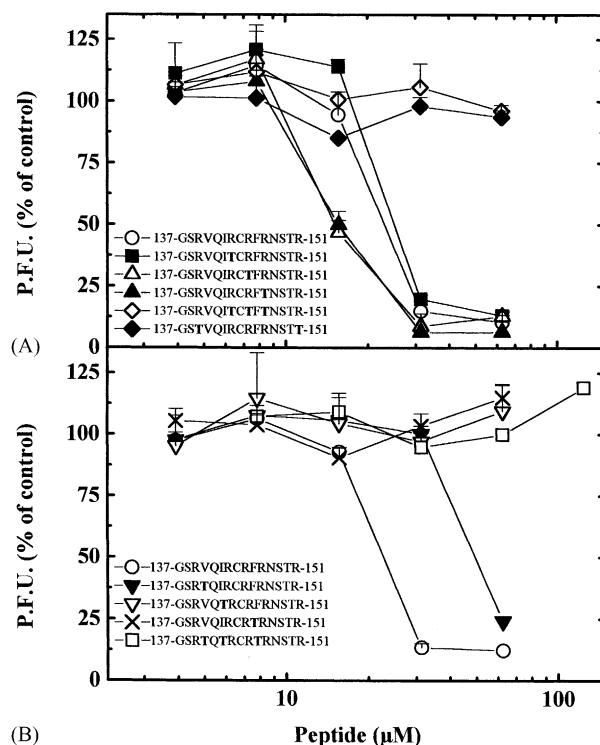 125
100
75
50
25
0
P.F.U. (% of control)
137-GSRVQIRCRFRNSTR-151
137-GSRVQITCRFRNSTR-151
137-GSRVQIRCTFRNSTR-151
137-GSRVQIRCRFTNSTR-151
137-GSRVQITCTFTNSTR-151
137-GSTVQIRCRFRNSTT-151
(A)
125
100
75
50
25
0
P.F.U. (% of control)
137-GSRVQIRCRFRNSTR-151
137-GSRTQIRCRFRNSTR-151
137-GSRVQTRCRFRNSTR-151
137-GSRVQIRCRTRNSTR-151
137-GSRTQTRCRTRNSTR-151
10
100
(B)
Peptide (μM)